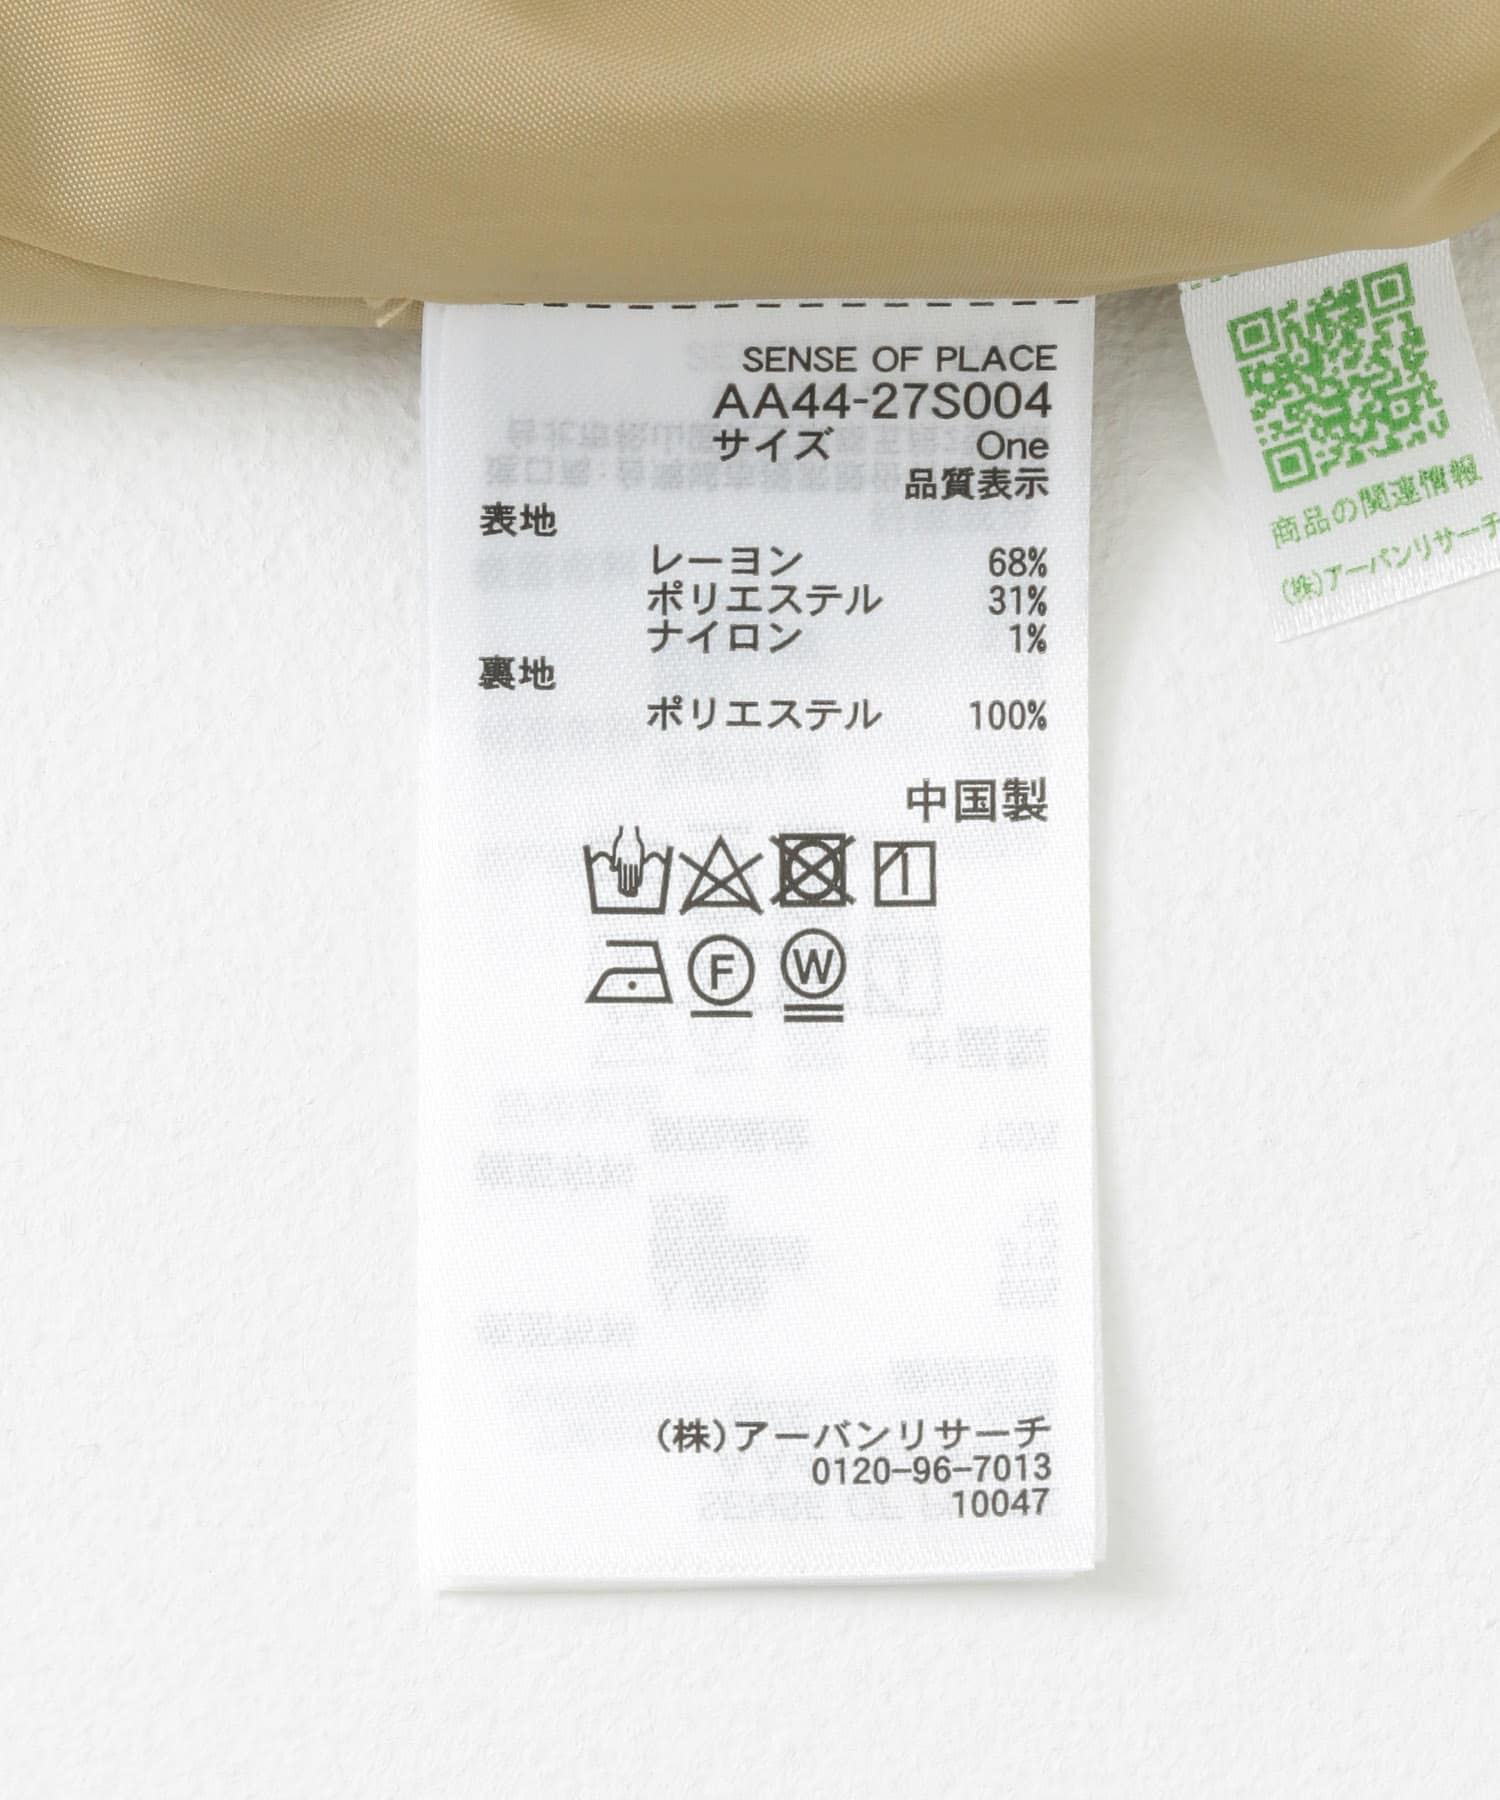 SENSE OF PLACE
AA44-27S004
サイズ One
品質表示
表地
レーヨン 68%
ポリエステル 31%
ナイロン 1%
裏地
ポリエステル 100%
中国製
F W
(株)アーバンリサーチ
0120-96-7013
10047
商品の関連情報
(株)アーバンリサーチ